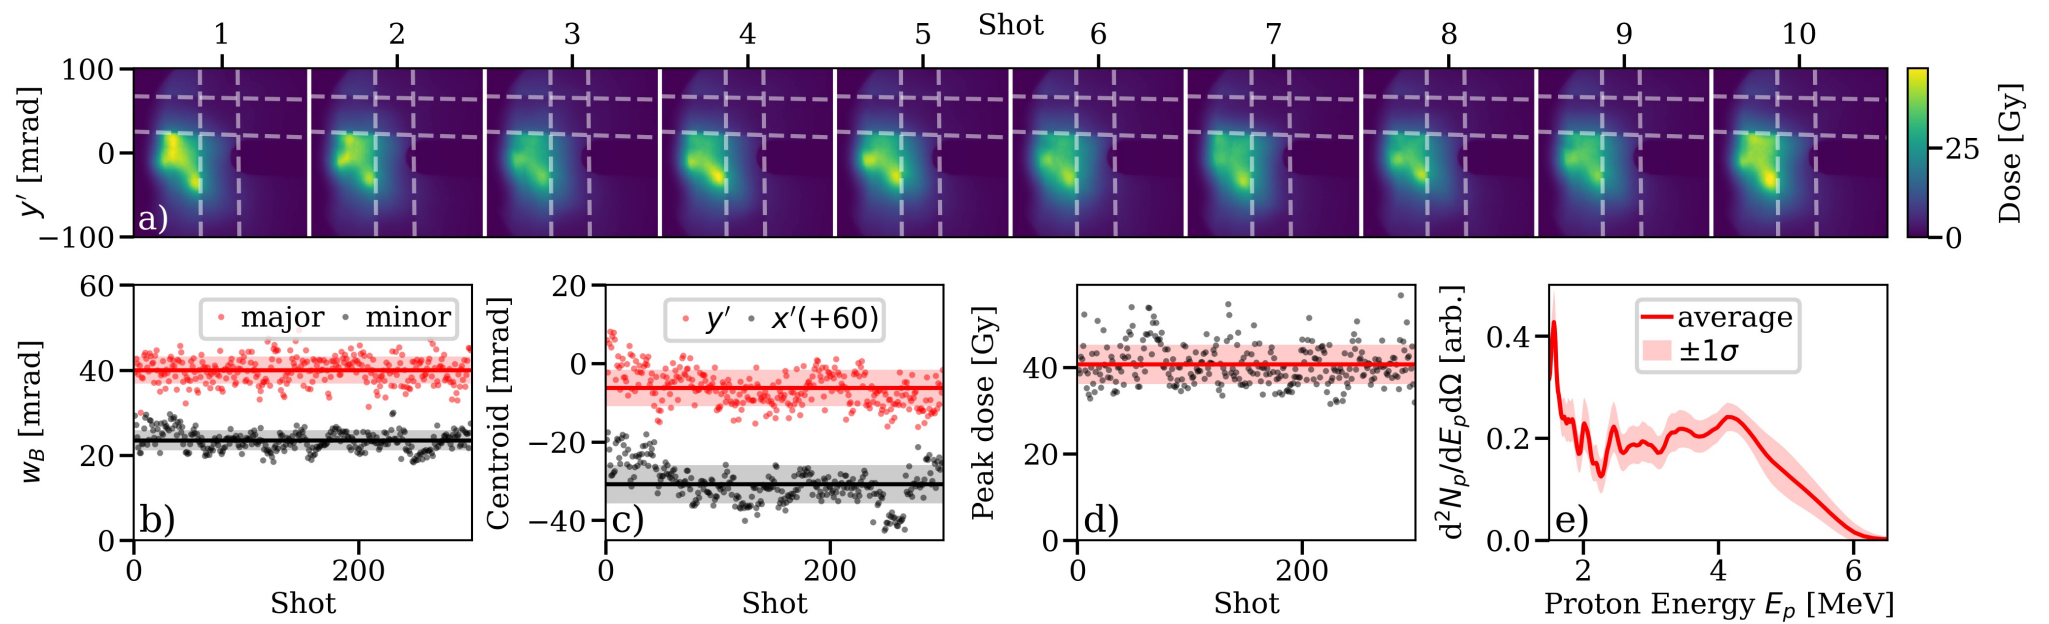 Shot
1 2 3 4 5 6 7 8 9 10
100
0
−100
y′ [mrad]
a)
25
0
Dose [Gy]
60
40
20
0
w_B [mrad]
major minor
b)
0 200
Shot
20
0
−20
−40
Centroid [mrad]
y′ x′(+60)
c)
0 200
Shot
40
20
0
Peak dose [Gy]
d)
0 200
Shot
0.4
0.2
0.0
d²N_p/dE_pdΩ [arb.]
average
±1σ
e)
2 4 6
Proton Energy E_p [MeV]